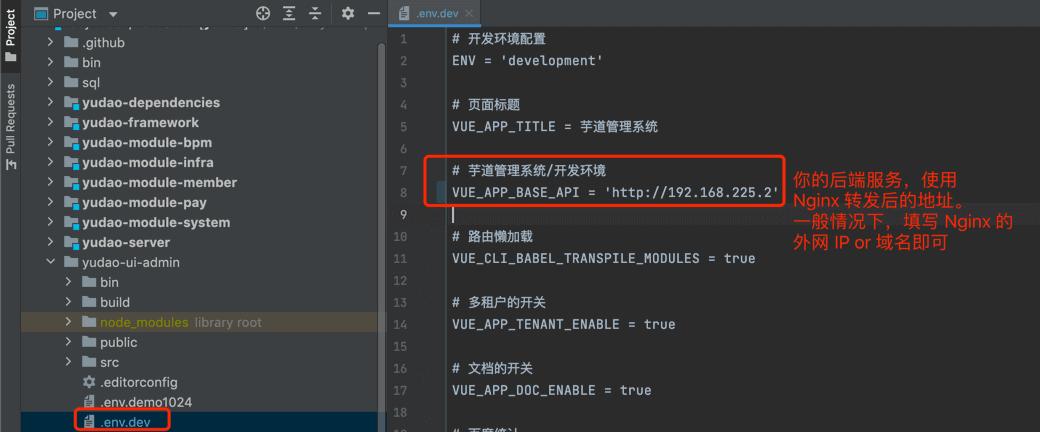 Project
.env.dev
Project
Pull Requests
.github
bin
sql
yudao-dependencies
yudao-framework
yudao-module-bpm
yudao-module-infra
yudao-module-member
yudao-module-pay
yudao-module-system
yudao-server
yudao-ui-admin
bin
build
node_modules library root
public
src
.editorconfig
.env.demo1024
.env.dev
1 # 开发环境配置
2 ENV = 'development'
3
4 # 页面标题
5 VUE_APP_TITLE = 芋道管理系统
6
7 # 芋道管理系统/开发环境
8 VUE_APP_BASE_API = 'http://192.168.225.2'
9
10 # 路由懒加载
11 VUE_CLI_BABEL_TRANSPILE_MODULES = true
12
13 # 多租户的开关
14 VUE_APP_TENANT_ENABLE = true
15
16 # 文档的开关
17 VUE_APP_DOC_ENABLE = true
18
你的后端服务，使用
Nginx 转发后的地址。
一般情况下，填写 Nginx 的
外网 IP or 域名即可